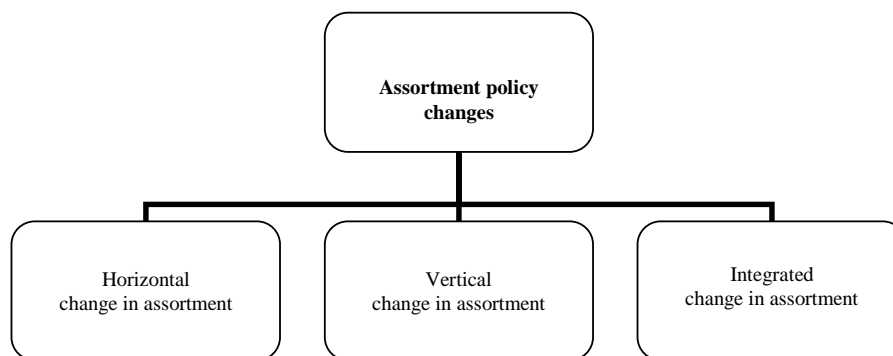 Assortment policy
changes
Horizontal
change in assortment
Vertical
change in assortment
Integrated
change in assortment